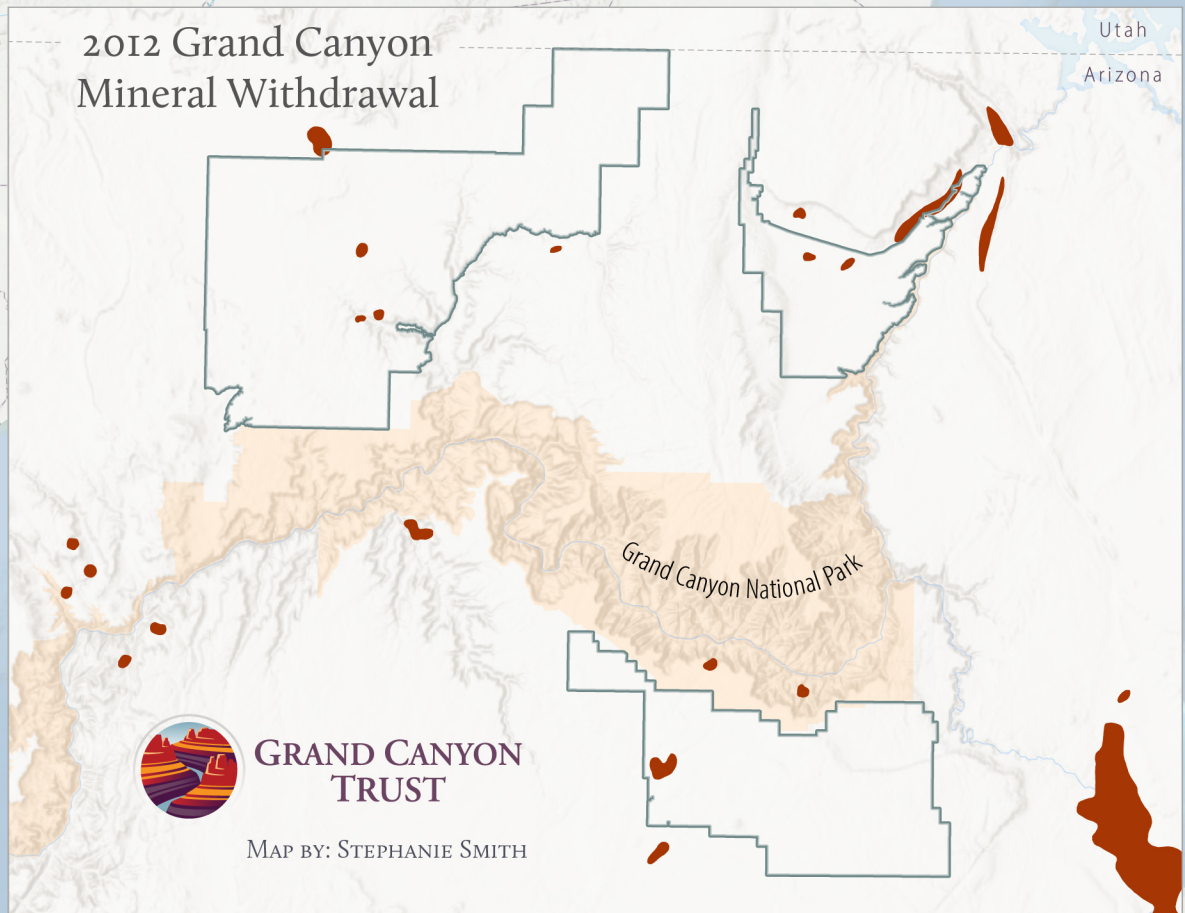 2012 Grand Canyon
Mineral Withdrawal
Utah
Arizona
Grand Canyon National Park
Grand Canyon
Trust
Map by: Stephanie Smith